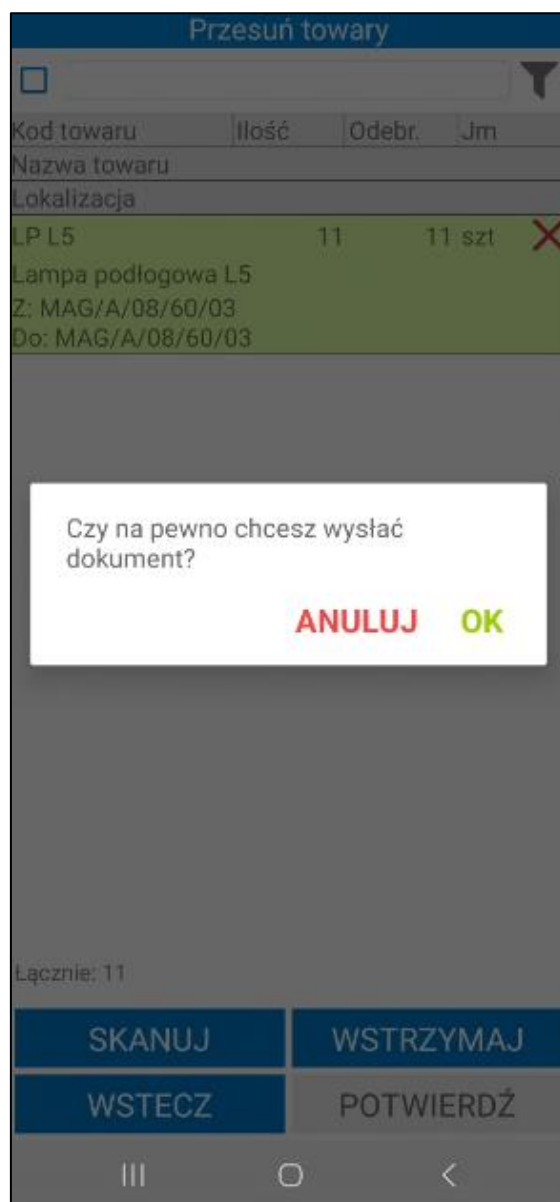 Przesuń towary
Kod towaru Ilość Odebr. Jm
Nazwa towaru
Lokalizacja
LP L5 11 11 szt
Lampa podłogowa L5
Z: MAG/A/08/60/03
Do: MAG/A/08/60/03
Czy na pewno chcesz wysłać
dokument?
ANULUJ OK
Łącznie: 11
SKANUJ WSTRZYMAJ
WSTECZ POTWIERDŹ